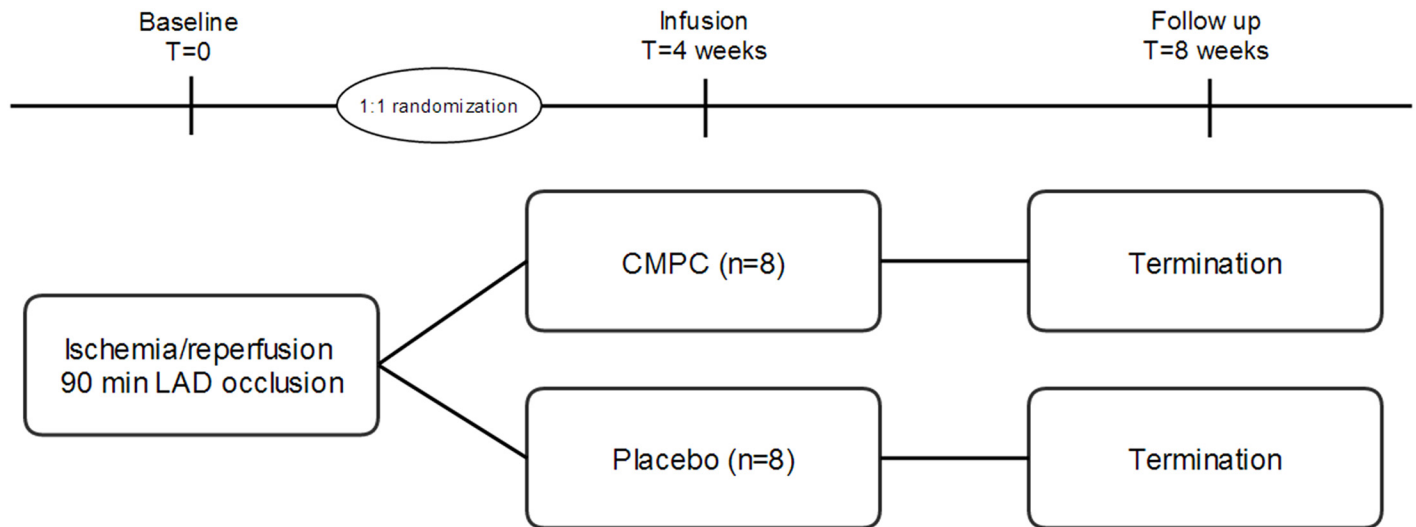 Baseline
T=0
Infusion
T=4 weeks
Follow up
T=8 weeks
1:1 randomization
Ischemia/reperfusion
90 min LAD occlusion
CMPC (n=8)
Termination
Placebo (n=8)
Termination